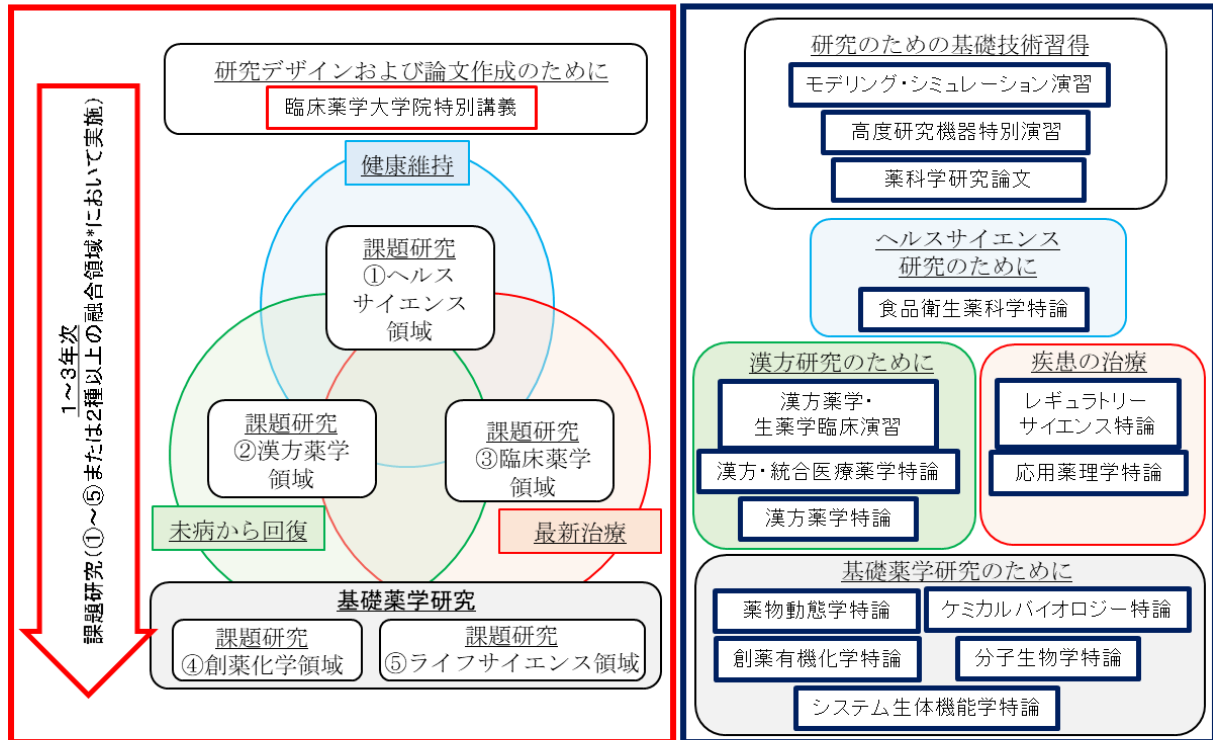 1～3年次
課題研究(①～⑤または2種以上の融合領域*において実施)
研究デザインおよび論文作成のために
臨床薬学大学院特別講義
健康維持
課題研究
①ヘルス
サイエンス
領域
課題研究
②漢方薬学
領域
課題研究
③臨床薬学
領域
未病から回復
最新治療
基礎薬学研究
課題研究
④創薬化学領域
課題研究
⑤ライフサイエンス領域
研究のための基礎技術習得
モデリング・シミュレーション演習
高度研究機器特別演習
薬科学研究論文
ヘルスサイエンス
研究のために
食品衛生薬科学特論
漢方研究のために
漢方薬学・
生薬学臨床演習
漢方・統合医療薬学特論
漢方薬学特論
疾患の治療
レギュラトリー
サイエンス特論
応用薬理学特論
基礎薬学研究のために
薬物動態学特論
ケミカルバイオロジー特論
創薬有機化学特論
分子生物学特論
システム生体機能学特論